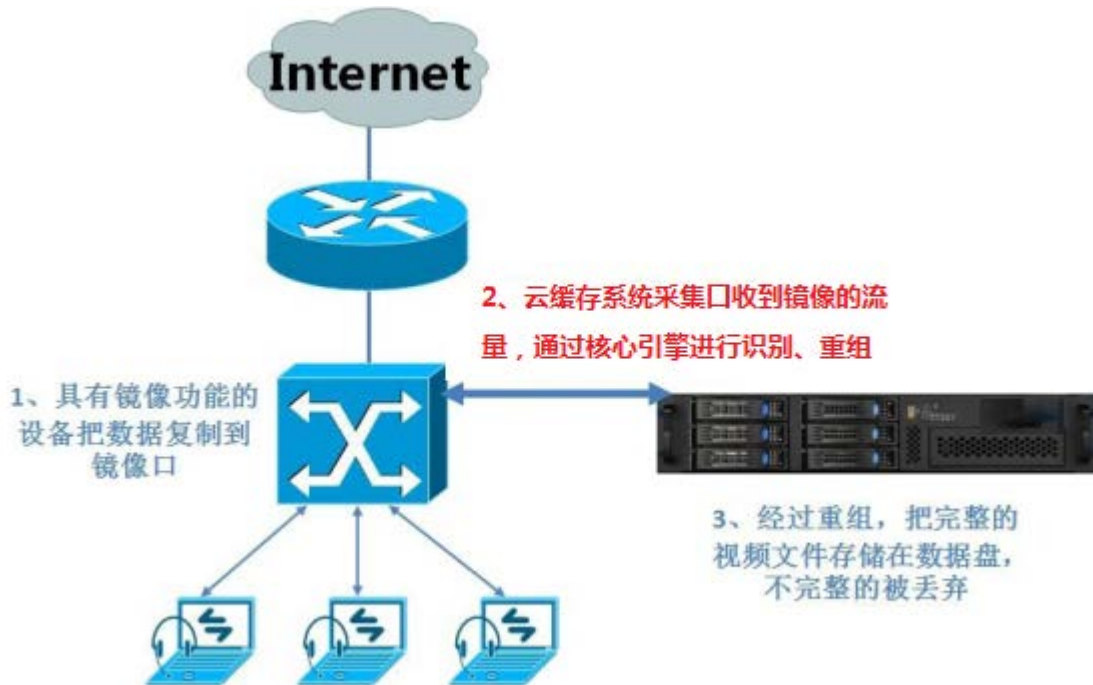 Internet
2、云缓存系统采集口收到镜像的流
量，通过核心引擎进行识别、重组
1、具有镜像功能的
设备把数据复制到
镜像口
3、经过重组，把完整的
视频文件存储在数据盘，
不完整的被丢弃